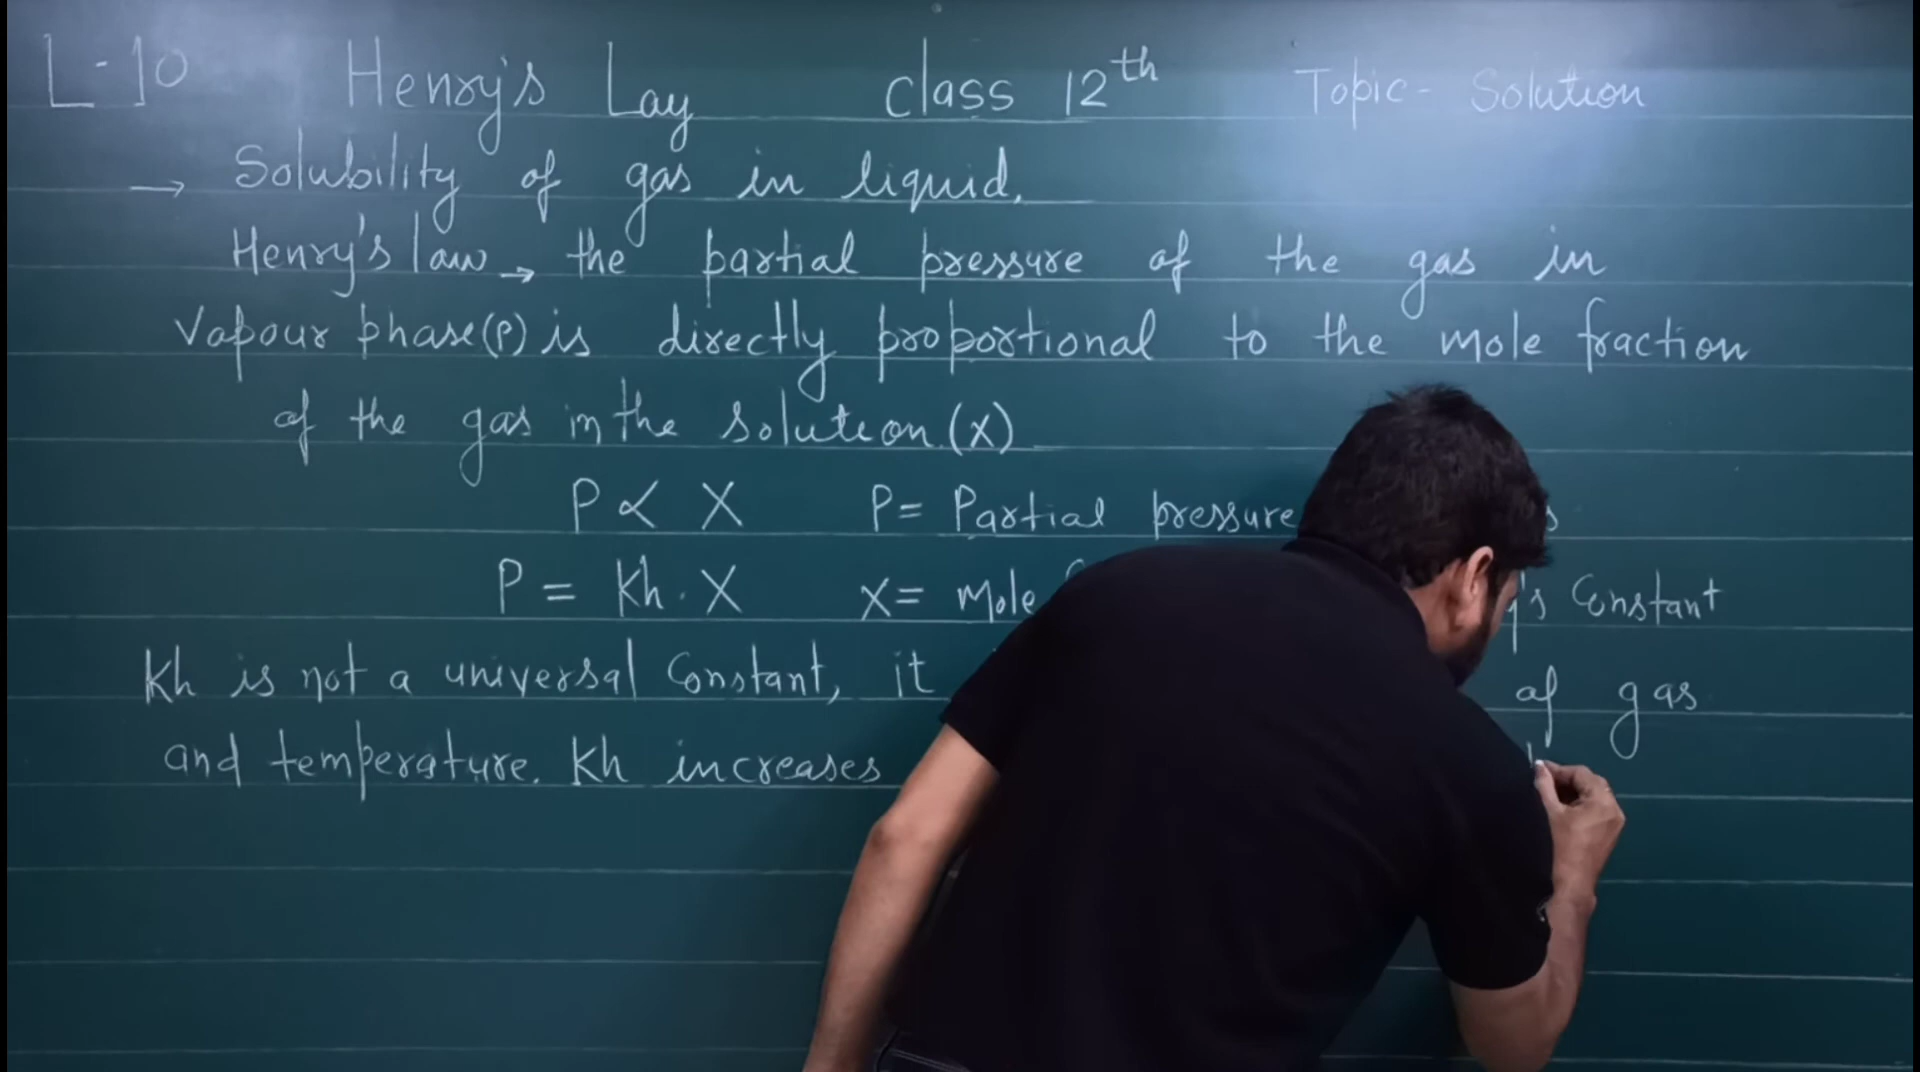 L-10 Henry's Lay class 12th Topic- Solution
→ Solubility of gas in liquid.
Henry's law → the partial pressure of the gas in
Vapour phase(P) is directly proportional to the mole fraction
of the gas in the solution.(x)
P ∝ X P= Partial pressure
P = Kh . X X= Mole Constant
Kh is not a universal Constant, it of gas
and temperature. Kh increases